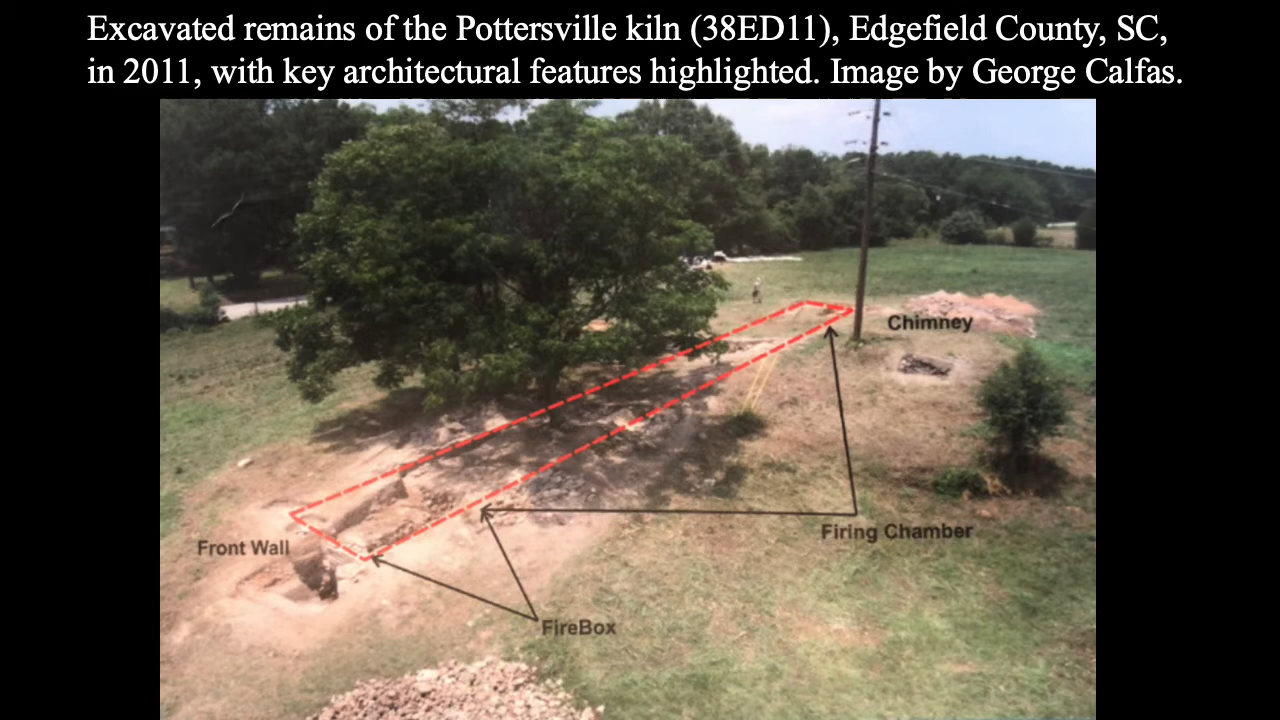 Excavated remains of the Pottersville kiln (38ED11), Edgefield County, SC,
in 2011, with key architectural features highlighted. Image by George Calfas.
Chimney
Firing Chamber
Front Wall
FireBox